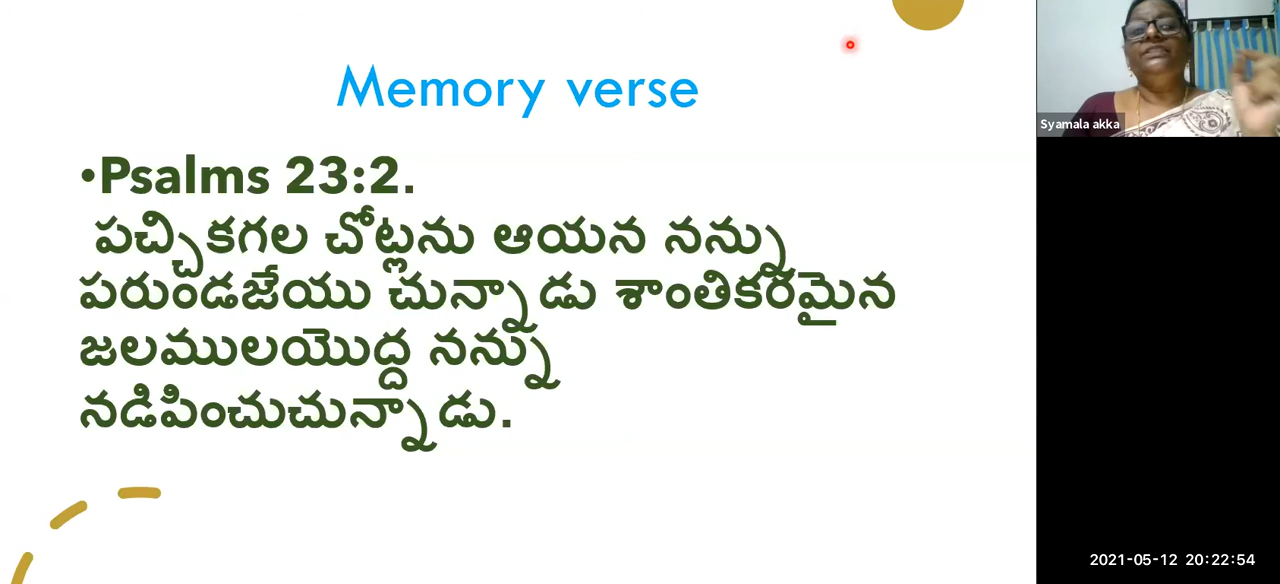 Memory verse
•Psalms 23:2.
పచ్చికగల చోట్లను ఆయన నన్ను
పరుండజేయు చున్నాడు శాంతికరమైన
జలములయొద్ద నన్ను
నడిపించుచున్నాడు.
Syamala akka
2021-05-12 20:22:54